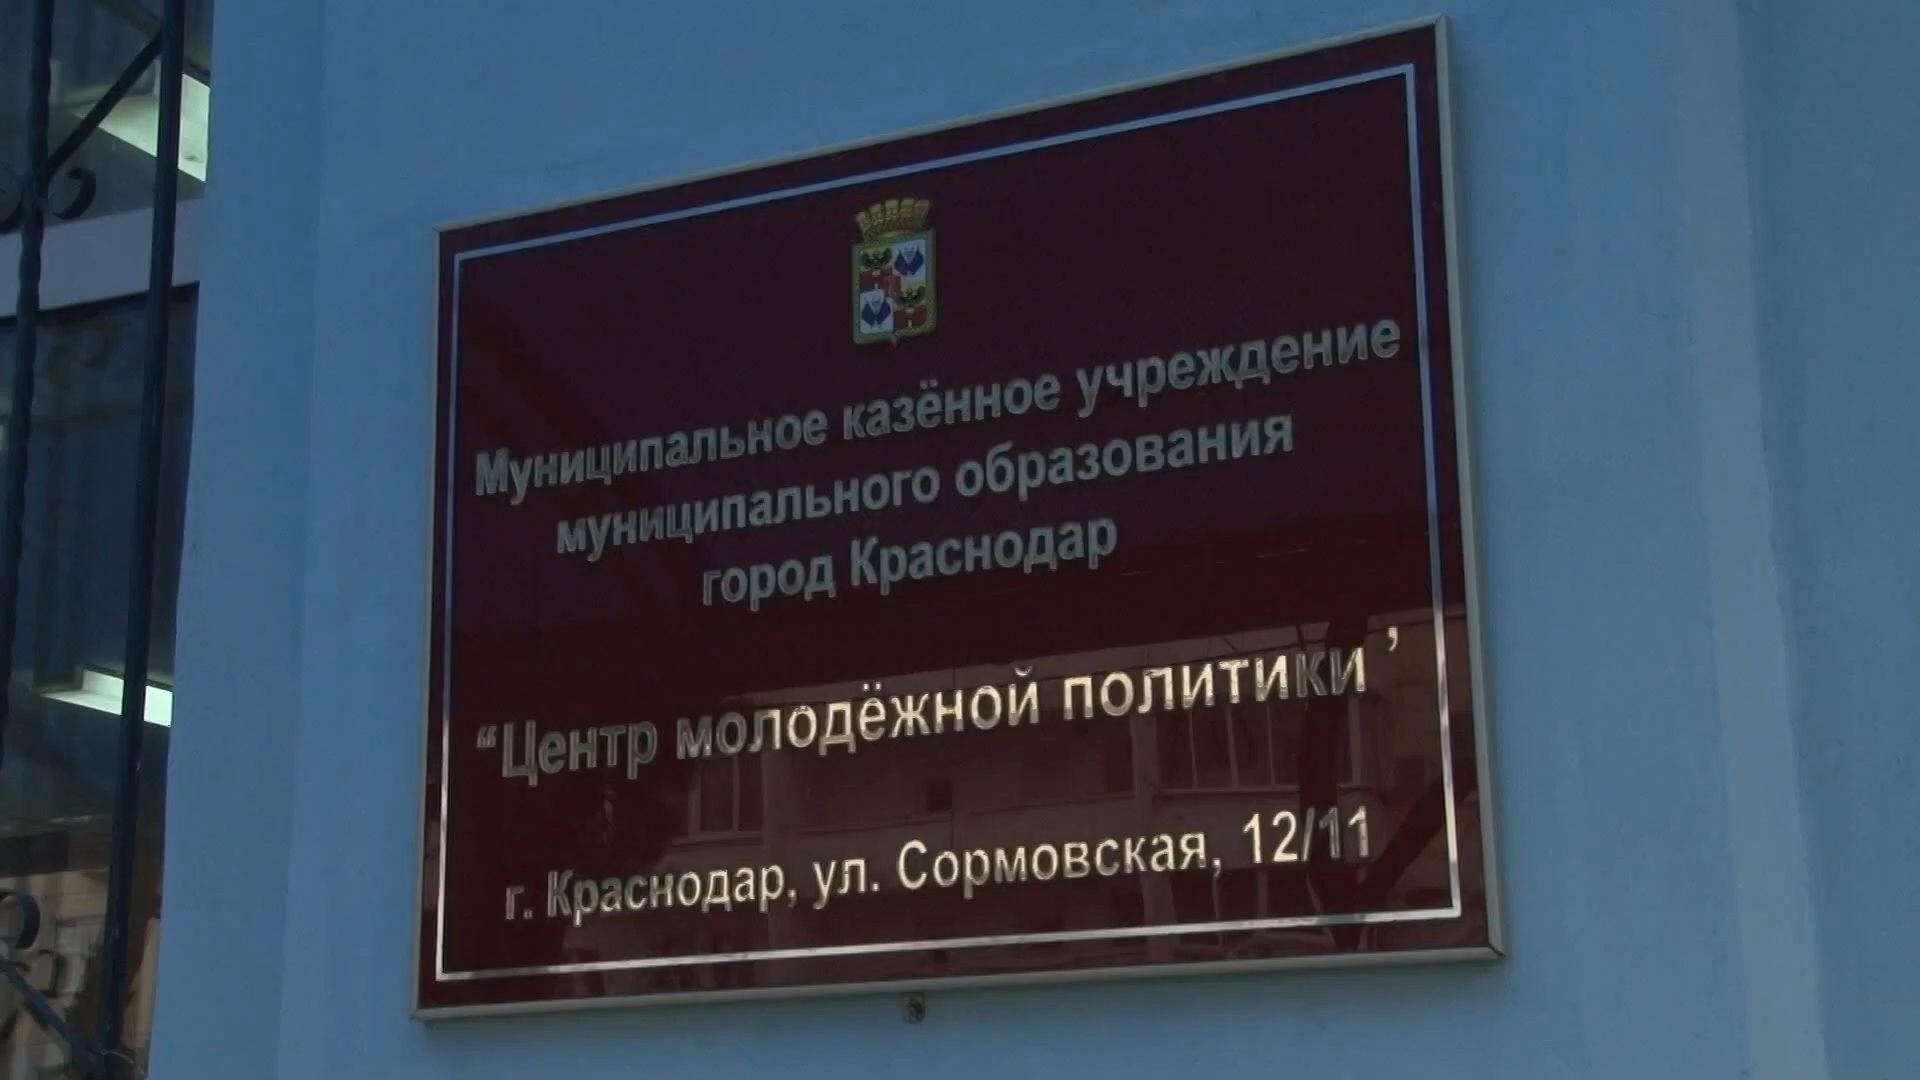 Муниципальное казённое учреждение
муниципального образования
город Краснодар
“Центр молодёжной политики’
г. Краснодар, ул. Сормовская, 12/11